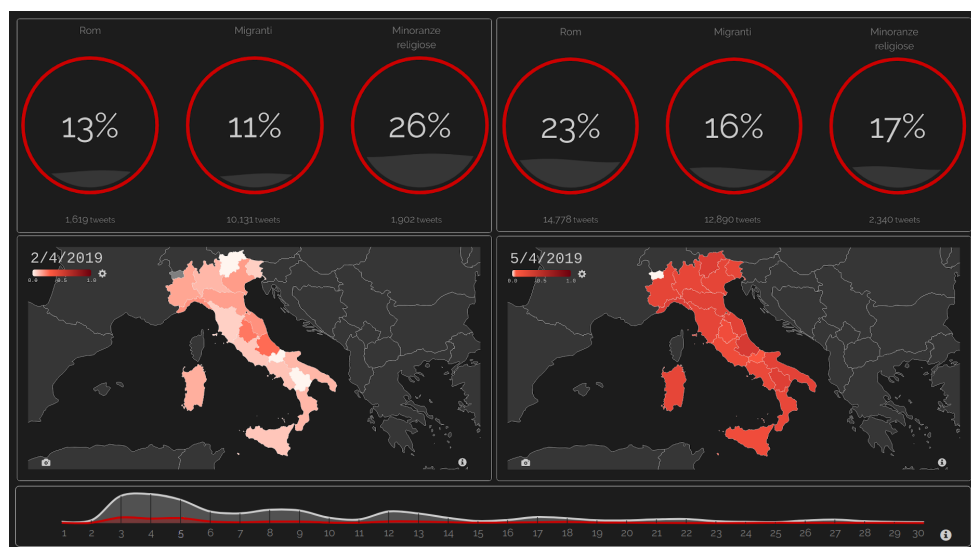 Rom
Migranti
Minoranze
religiose
13%
11%
26%
1,619 tweets
10,131 tweets
1,902 tweets
Rom
Migranti
Minoranze
religiose
23%
16%
17%
14,778 tweets
12,890 tweets
2,340 tweets
2/4/2019
0.0 0.5 1.0
5/4/2019
0.0 0.5 1.0
1 2 3 4 5 6 7 8 9 10 11 12 13 14 15 16 17 18 19 20 21 22 23 24 25 26 27 28 29 30